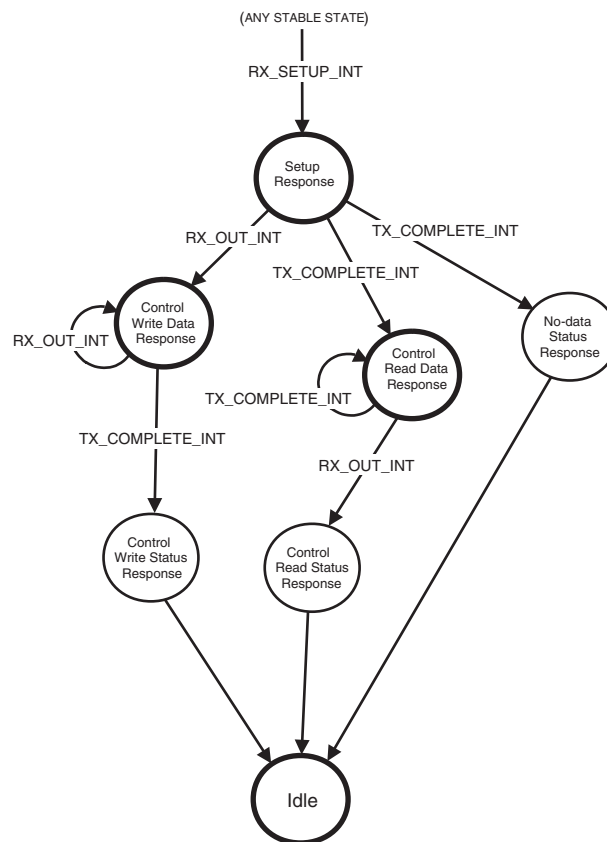 (ANY STABLE STATE)
RX_SETUP_INT
Setup
Response
RX_OUT_INT
TX_COMPLETE_INT
TX_COMPLETE_INT
Control
Write Data
Response
RX_OUT_INT
No-data
Status
Response
Control
Read Data
Response
TX_COMPLETE_INT
TX_COMPLETE_INT
RX_OUT_INT
Control
Write Status
Response
Control
Read Status
Response
Idle